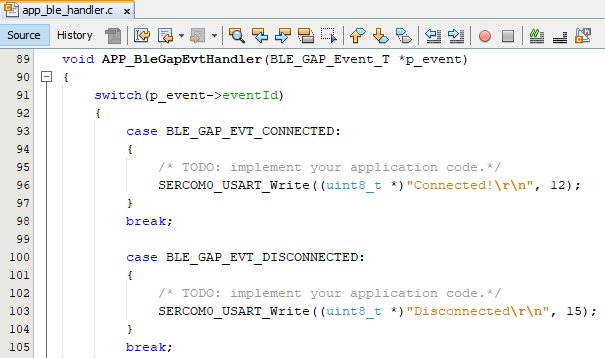 app_ble_handler.c x
Source History
89 void APP_BleGapEvtHandler(BLE_GAP_Event_T *p_event)
90 {
91 switch(p_event->eventId)
92 {
93 case BLE_GAP_EVT_CONNECTED:
94 {
95 /* TODO: implement your application code.*/
96 SERCOM0_USART_Write((uint8_t *)"Connected!\r\n", 12);
97 }
98 break;
99
100 case BLE_GAP_EVT_DISCONNECTED:
101 {
102 /* TODO: implement your application code.*/
103 SERCOM0_USART_Write((uint8_t *)"Disconnected\r\n", 15);
104 }
105 break;